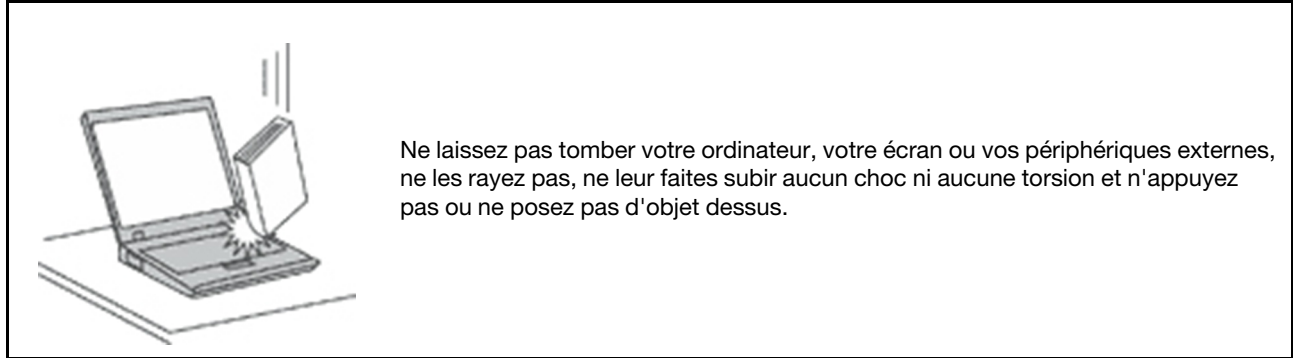 Ne laissez pas tomber votre ordinateur, votre écran ou vos périphériques externes,
ne les rayez pas, ne leur faites subir aucun choc ni aucune torsion et n'appuyez
pas ou ne posez pas d'objet dessus.